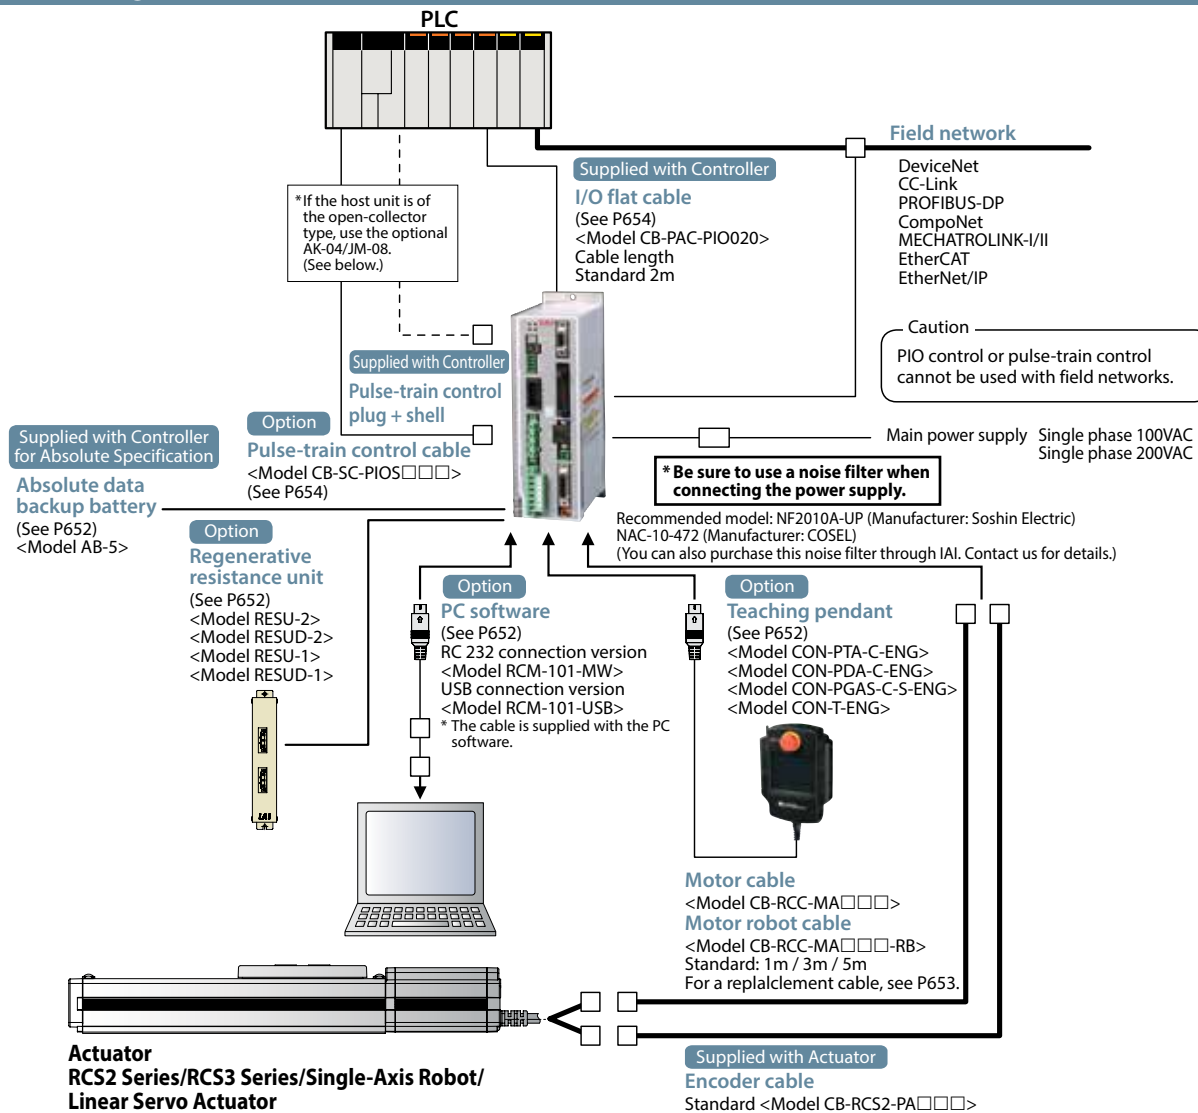 PLC
Field network
DeviceNet
CC-Link
PROFIBUS-DP
CompoNet
MECHATROLINK-I/II
EtherCAT
EtherNet/IP
Supplied with Controller
I/O flat cable
(See P654)
<Model CB-PAC-PIO020>
Cable length
Standard 2m
*If the host unit is of
the open-collector
type, use the optional
AK-04/JM-08.
(See below.)
Caution
PIO control or pulse-train control
cannot be used with field networks.
Supplied with Controller
Pulse-train control
plug + shell
Option
Pulse-train control cable
<Model CB-SC-PIOS□□□>
(See P654)
Main power supply Single phase 100VAC
Single phase 200VAC
* Be sure to use a noise filter when
connecting the power supply.
Recommended model: NF2010A-UP (Manufacturer: Soshin Electric)
NAC-10-472 (Manufacturer: COSEL)
(You can also purchase this noise filter through IAI. Contact us for details.)
Supplied with Controller
for Absolute Specification
Absolute data
backup battery
(See P652)
<Model AB-5>
Option
Regenerative
resistance unit
(See P652)
<Model RESU-2>
<Model RESUD-2>
<Model RESU-1>
<Model RESUD-1>
IAI
Option
PC software
(See P652)
RC 232 connection version
<Model RCM-101-MW>
USB connection version
<Model RCM-101-USB>
* The cable is supplied with the PC
software.
Option
Teaching pendant
(See P652)
<Model CON-PTA-C-ENG>
<Model CON-PDA-C-ENG>
<Model CON-PGAS-C-S-ENG>
<Model CON-T-ENG>
Motor cable
<Model CB-RCC-MA□□□>
Motor robot cable
<Model CB-RCC-MA□□□-RB>
Standard: 1m / 3m / 5m
For a replalclement cable, see P653.
Actuator
RCS2 Series/RCS3 Series/Single-Axis Robot/
Linear Servo Actuator
Supplied with Actuator
Encoder cable
Standard <Model CB-RCS2-PA□□□>